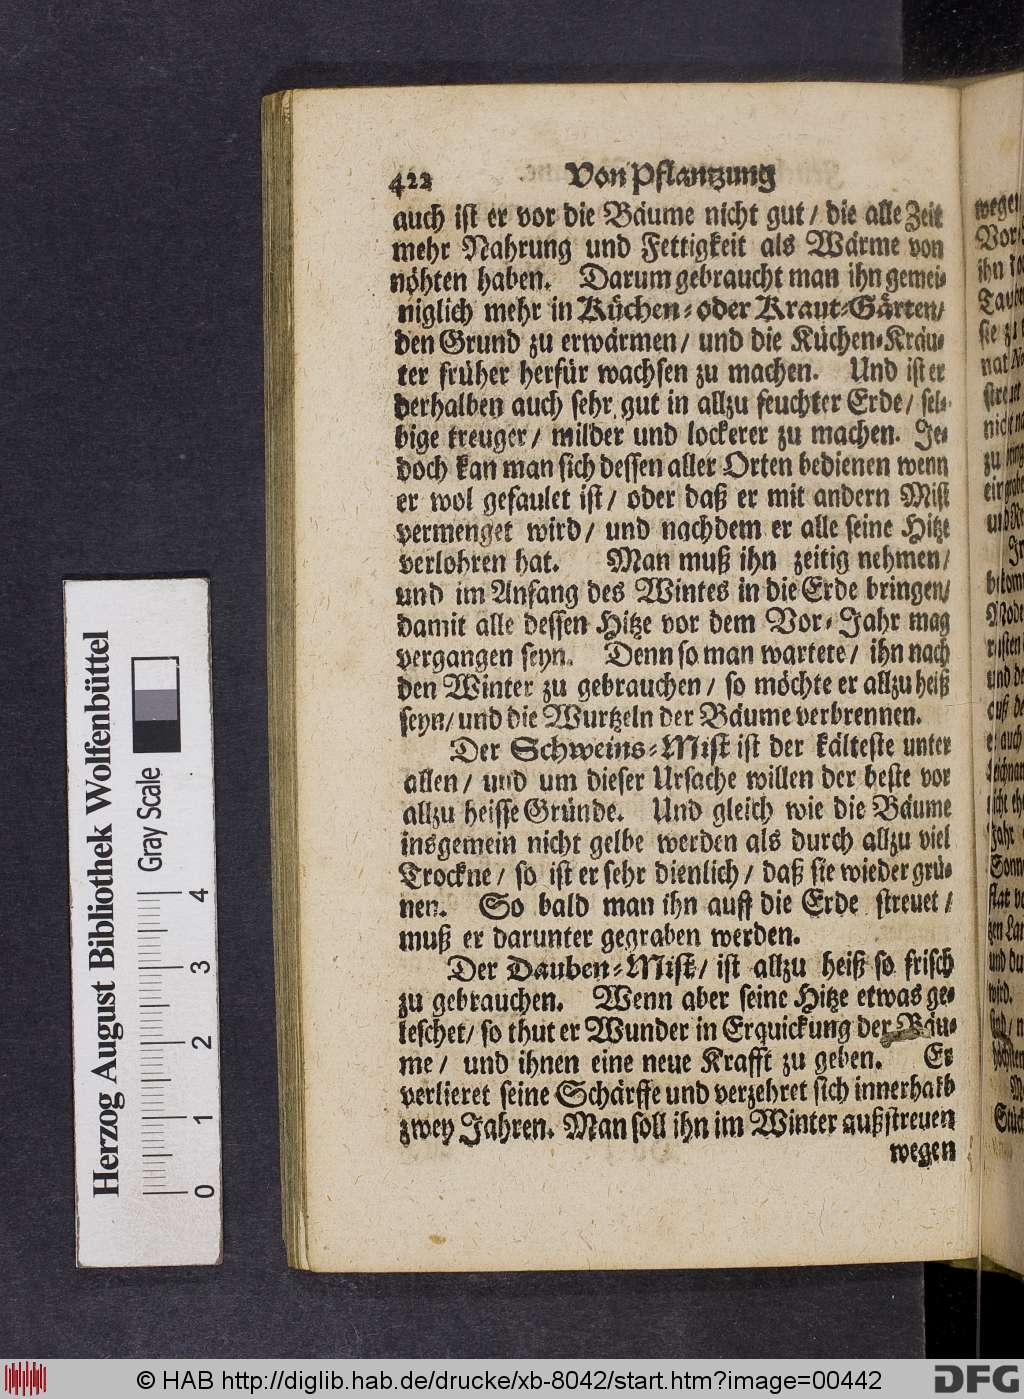 422 Von Pflantzung
auch ist er vor die Bäume nicht gut / die alle Zeit
mehr Nahrung und Fettigkeit als Wärme von
nöhten haben. Darum gebraucht man ihn gemei-
niglich mehr in Küchen- oder Kraut-Gärten /
den Grund zu erwärmen / und die Küchen-Kräu-
ter früher herfür wachsen zu machen. Und ist er
derhalben auch sehr gut in allzu feuchter Erde / sel-
bige treuger / milder und lockerer zu machen. Je-
doch kan man sich dessen aller Orten bedienen wenn
er wol gefaulet ist / oder daß er mit andern Mist
vermenget wird / und nachdem er alle seine Hitze
verlohren hat. Man muß ihn zeitig nehmen /
und im Anfang des Wintes in die Erde bringen /
damit alle dessen Hitze vor dem Vor-Jahr mag
vergangen seyn. Denn so man wartete / ihn nach
den Winter zu gebrauchen / so möchte er allzu heiß
seyn / und die Wurtzeln der Bäume verbrennen.
Der Schweins-Mist ist der kälteste unter
allen / und um dieser Ursache willen der beste vor
allzu heisse Gründe. Und gleich wie die Bäume
insgemein nicht gelbe werden als durch allzu viel
Trockne / so ist er sehr dienlich / daß sie wieder grü-
nen. So bald man ihn auff die Erde streuet /
muß er darunter gegraben werden.
Der Dauben-Mist / ist allzu heiß so frisch
zu gebrauchen. Wenn aber seine Hitze etwas ge-
leschet / so thut er Wunder in Erquickung der Bäu-
me / und ihnen eine neue Krafft zu geben. Er
verlieret seine Schärffe und verzehret sich innerhalb
zwey Jahren. Man soll ihn im Winter außstreuen
wegen
Herzog August Bibliothek Wolfenbüttel
Gray Scale
0 1 2 3 4
© HAB http://diglib.hab.de/drucke/xb-8042/start.htm?image=00442
DFG